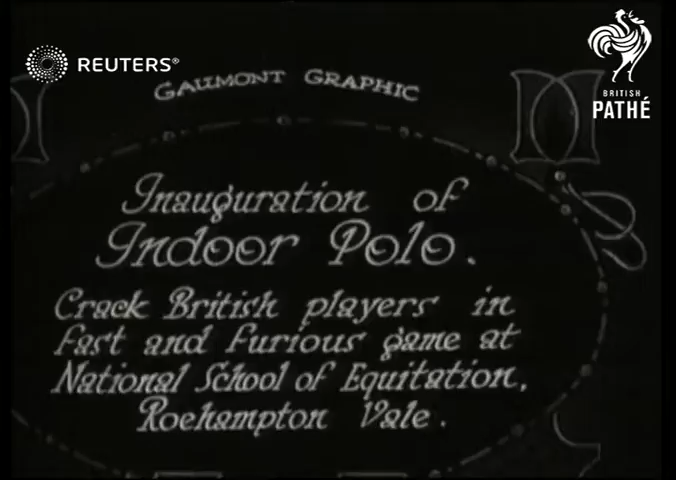 REUTERS®
BRITISH
PATHÉ
GAUMONT GRAPHIC
Inauguration of
Indoor Polo.
Crack British players in
fast and furious game at
National School of Equitation,
Roehampton Vale.